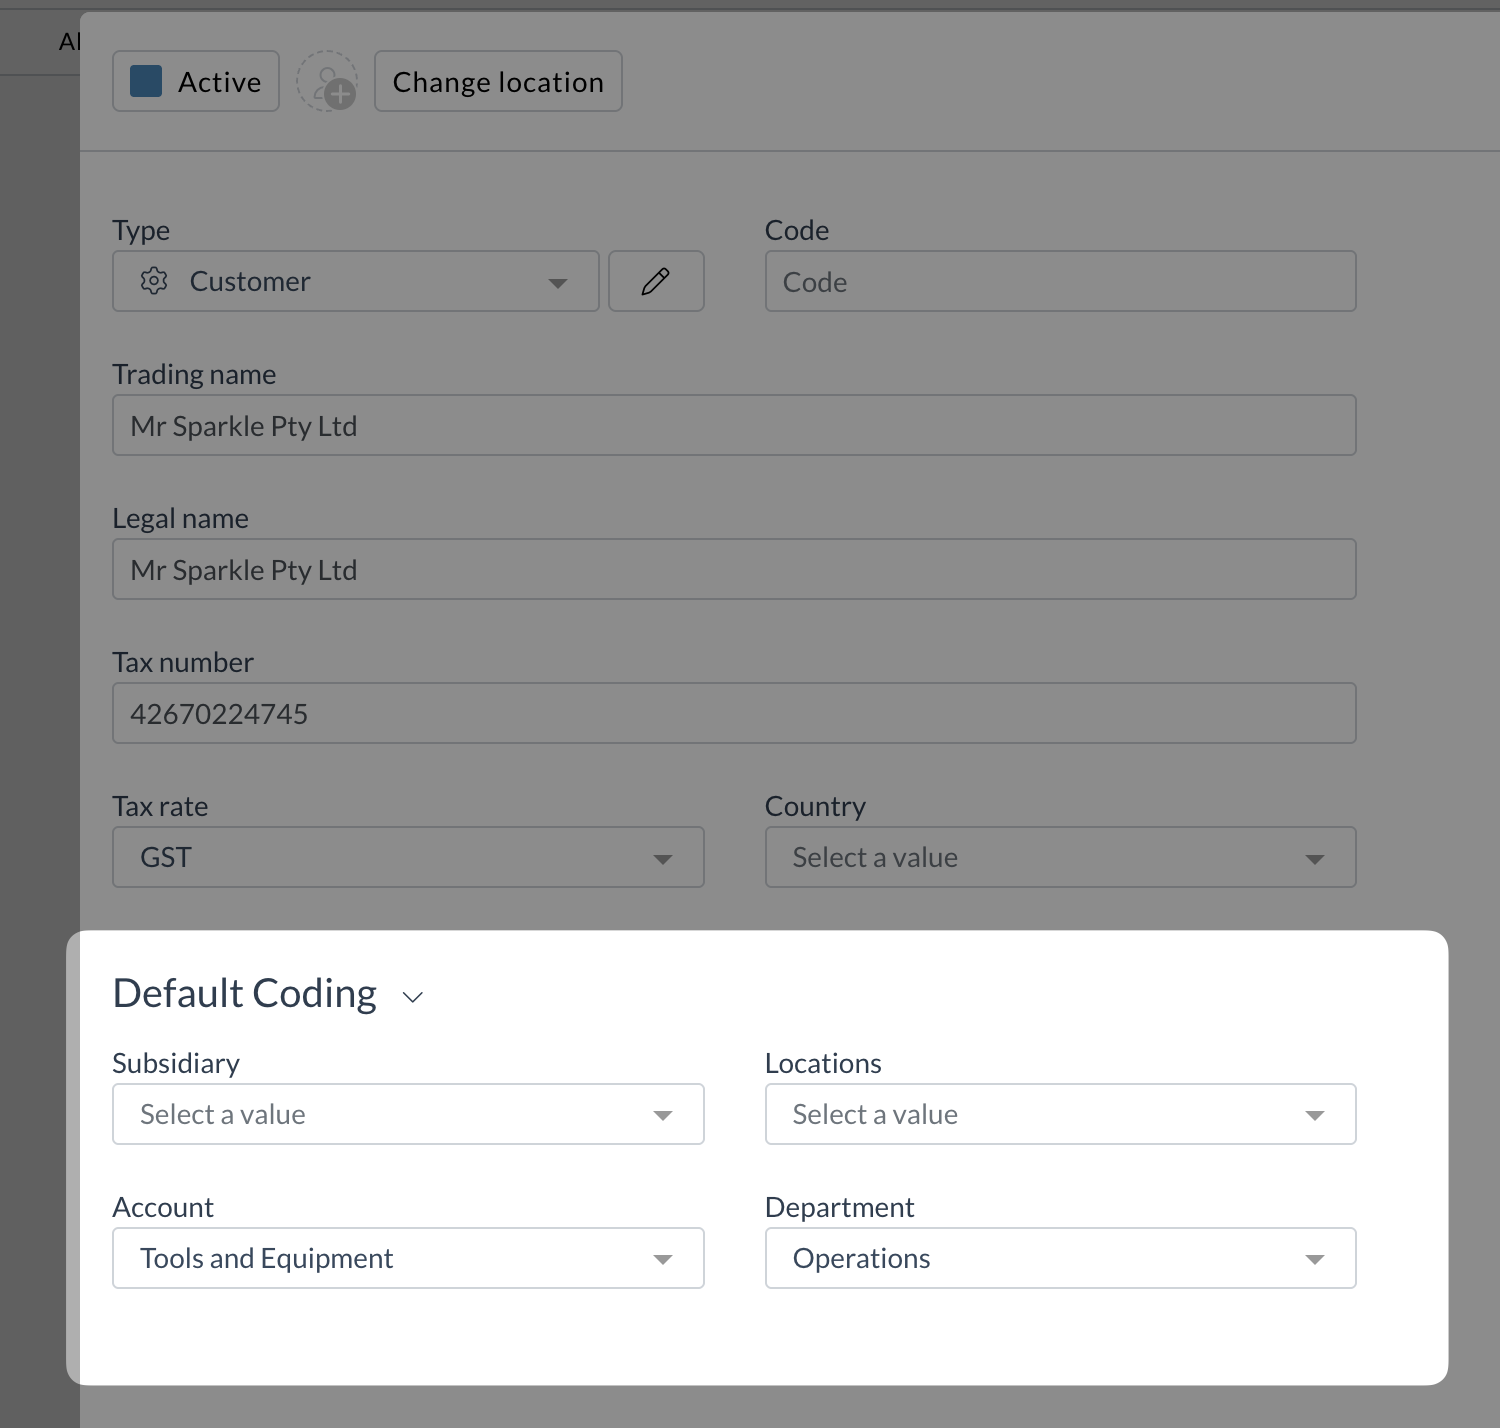 Active
Change location
Type
Code
Customer
Code
Trading name
Mr Sparkle Pty Ltd
Legal name
Mr Sparkle Pty Ltd
Tax number
42670224745
Tax rate
Country
GST
Select a value
Default Coding
Subsidiary
Locations
Select a value
Select a value
Account
Department
Tools and Equipment
Operations